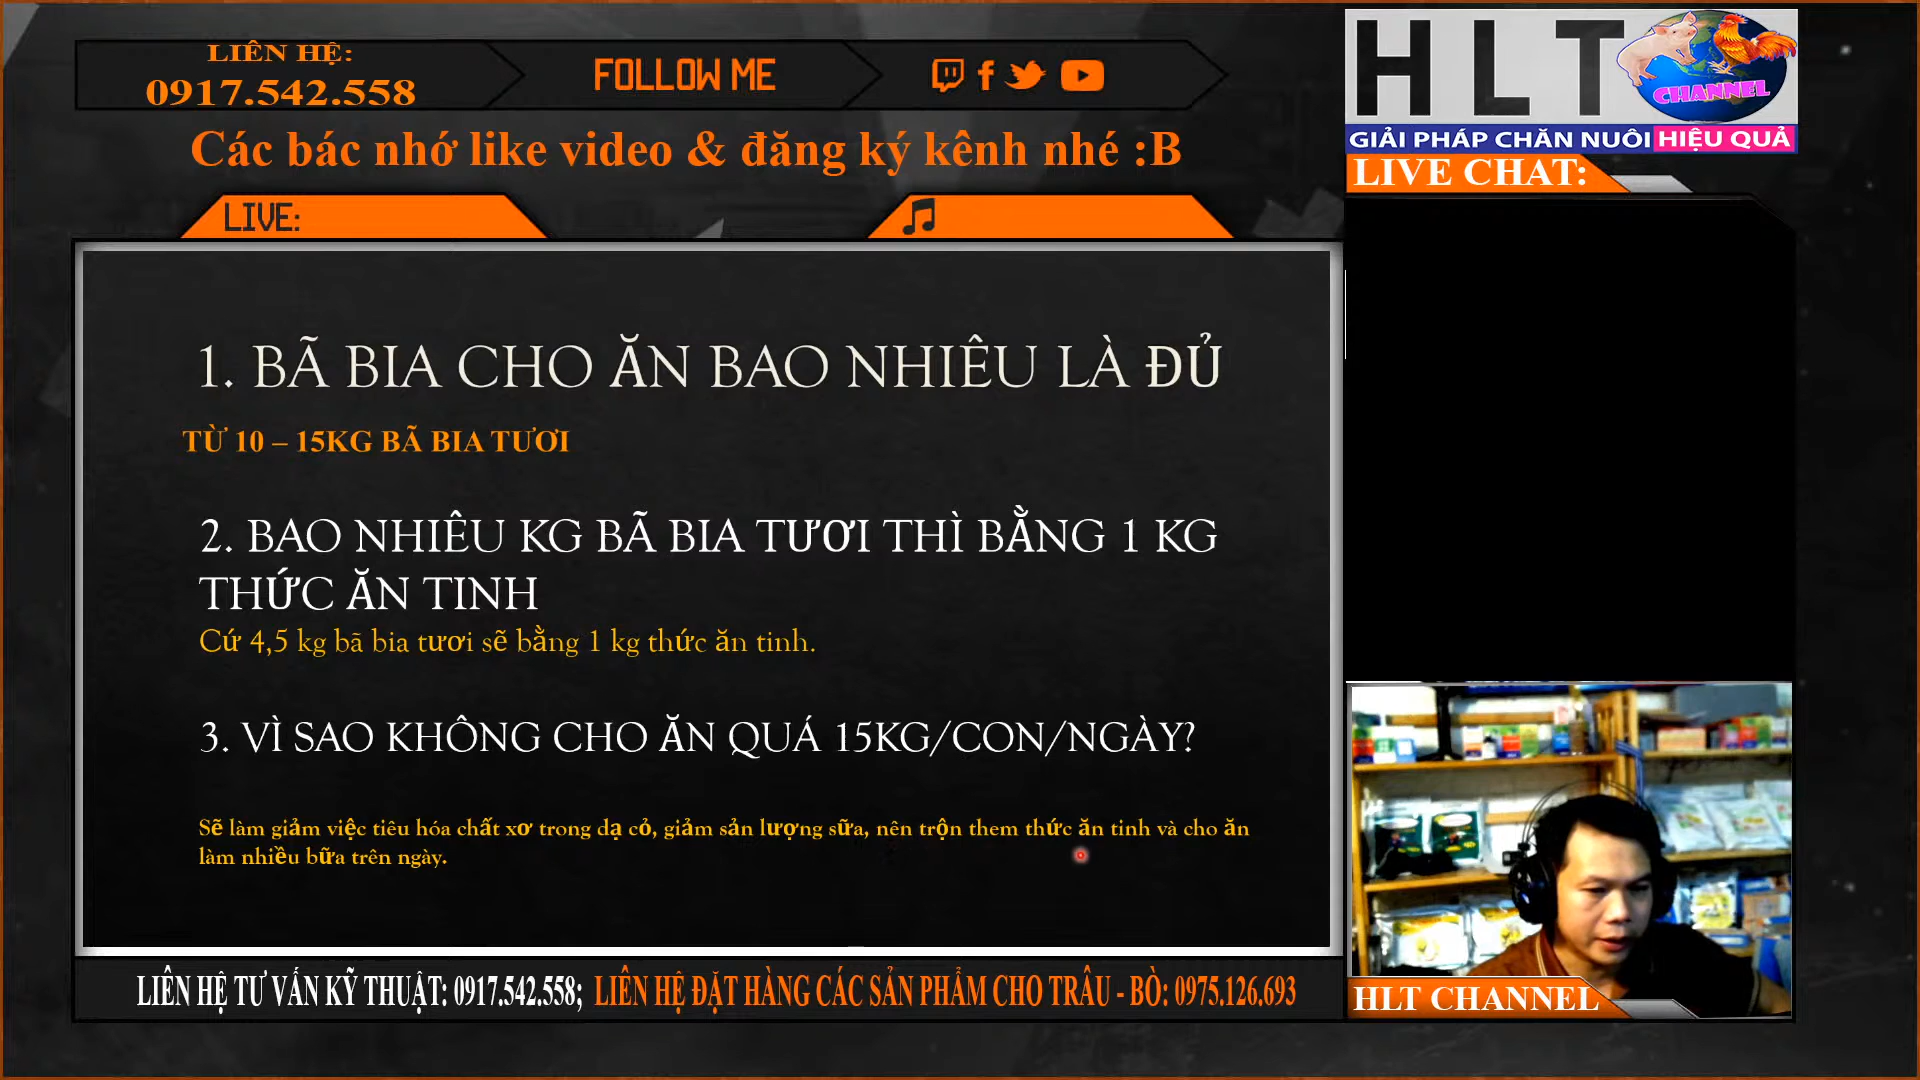 LIÊN HỆ:
0917.542.558
FOLLOW ME
Các bác nhớ like video & đăng ký kênh nhé :B
HLT
CHANNEL
GIẢI PHÁP CHĂN NUÔI HIỆU QUẢ
LIVE CHAT:
LIVE:
1. BÃ BIA CHO ĂN BAO NHIÊU LÀ ĐỦ
TỪ 10 – 15KG BÃ BIA TƯƠI
2. BAO NHIÊU KG BÃ BIA TƯƠI THÌ BẰNG 1 KG
THỨC ĂN TINH
Cứ 4,5 kg bã bia tươi sẽ bằng 1 kg thức ăn tinh.
3. VÌ SAO KHÔNG CHO ĂN QUÁ 15KG/CON/NGÀY?
Sẽ làm giảm việc tiêu hóa chất xơ trong dạ cỏ, giảm sản lượng sữa, nên trộn them thức ăn tinh và cho ăn
làm nhiều bữa trên ngày.
LIÊN HỆ TƯ VẤN KỸ THUẬT: 0917.542.558; LIÊN HỆ ĐẶT HÀNG CÁC SẢN PHẨM CHO TRÂU - BÒ: 0975.126.693
HLT CHANNEL